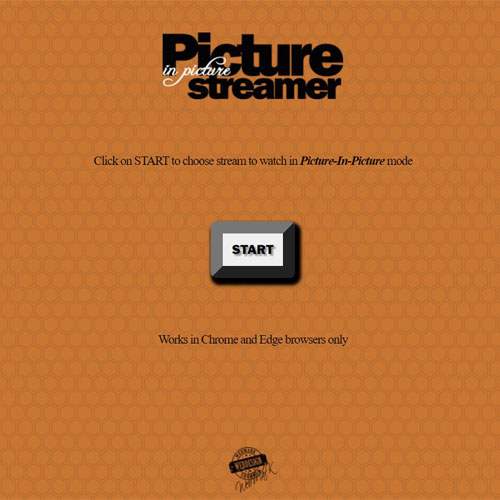 Picture
in picture
streamer
Click on START to choose stream to watch in Picture-In-Picture mode
START
Works in Chrome and Edge browsers only
WEBDESIGN